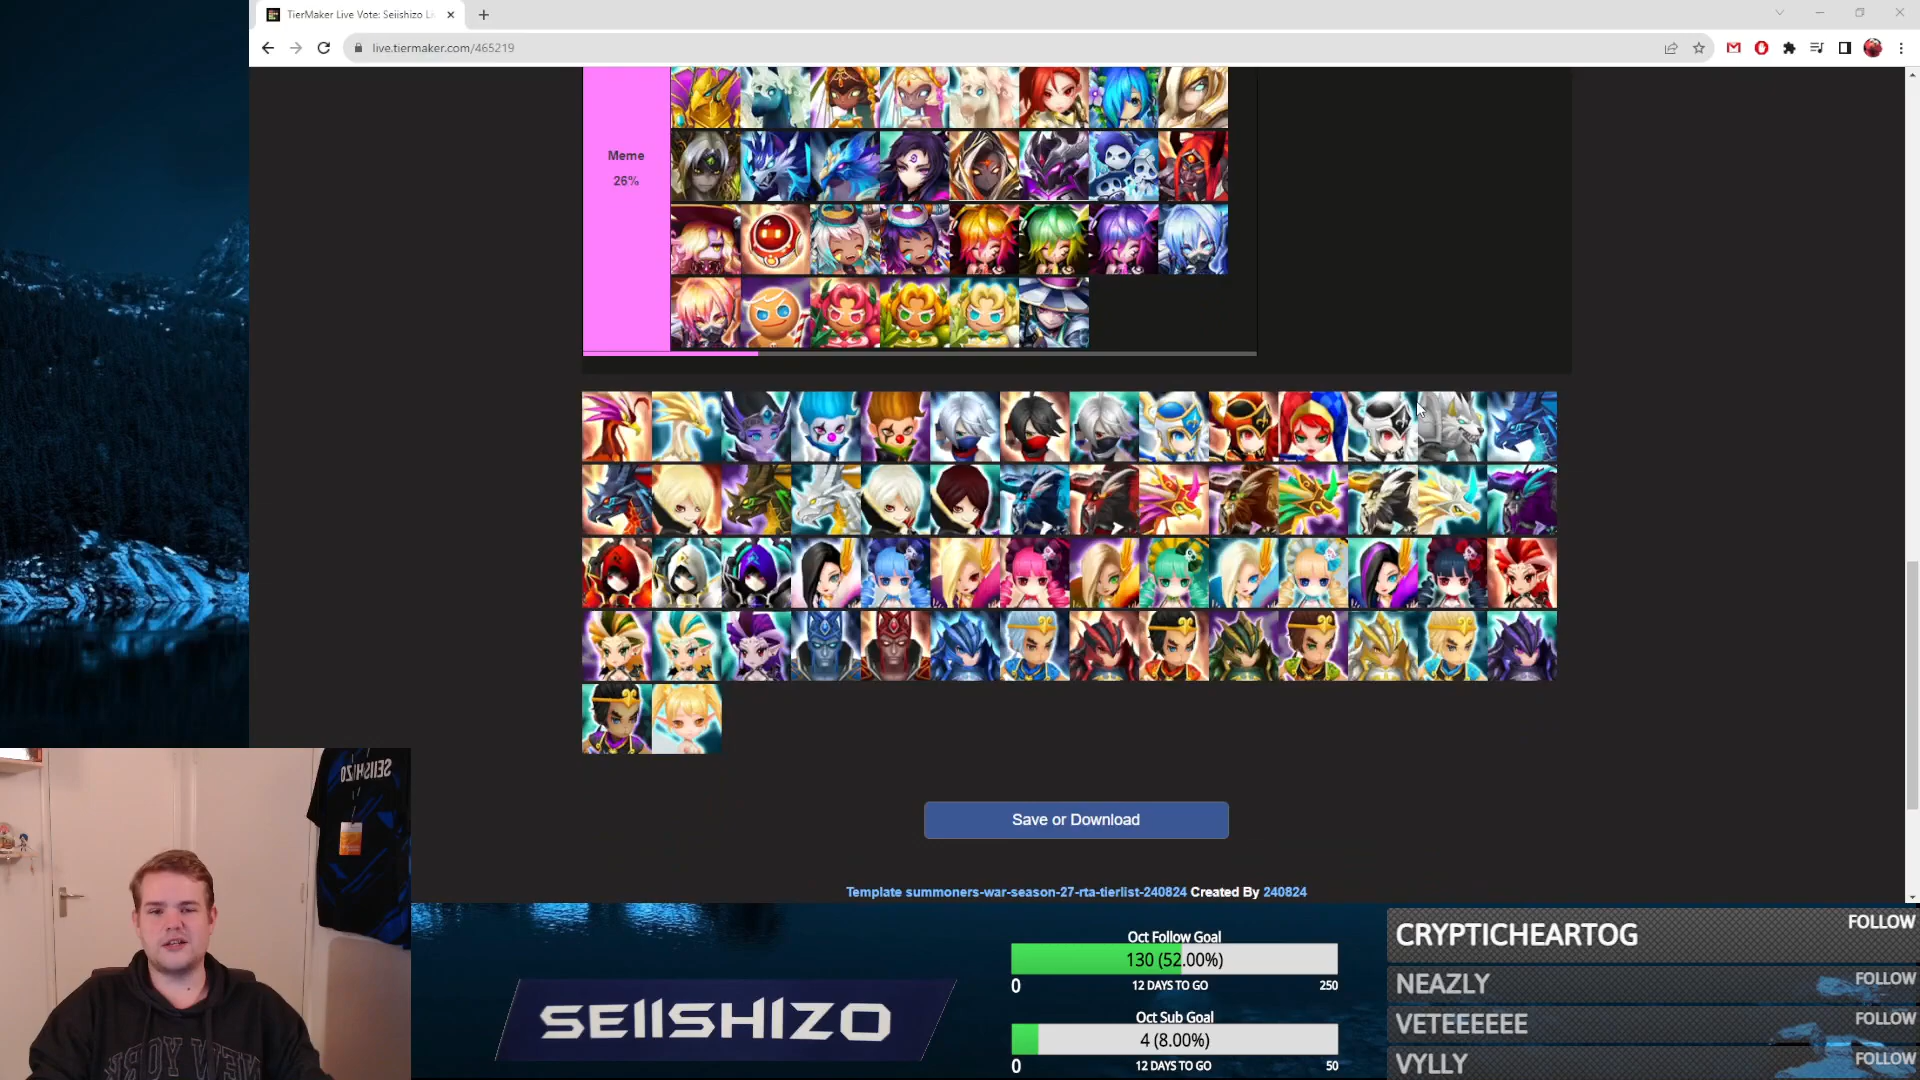 TierMaker Live Vote: Seiishizo Li
live.tiermaker.com/465219
Meme
26%
Save or Download
Template summoners-war-season-27-rta-tierlist-240824 Created By 240824
SEIISHIZO
NEW YORK
SEIISHIZO
Oct Follow Goal
130 (52.00%)
0
12 DAYS TO GO
250
Oct Sub Goal
4 (8.00%)
0
12 DAYS TO GO
50
CRYPTICHEARTOG
FOLLOW
NEAZLY
FOLLOW
VETEEEEEE
FOLLOW
VYLLY
FOLLOW